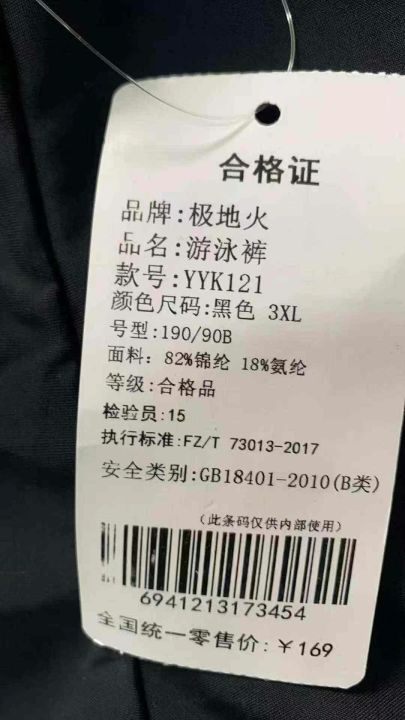 合格证
品牌:极地火
品名:游泳裤
款号:YYK121
颜色尺码:黑色 3XL
号型:190/90B
面料: 82%锦纶 18%氨纶
等级:合格品
检验员:15
执行标准:FZ/T 73013-2017
安全类别:GB18401-2010(B类)
(此条码仅供内部使用)
6941213173454
全国统一零售价:¥169